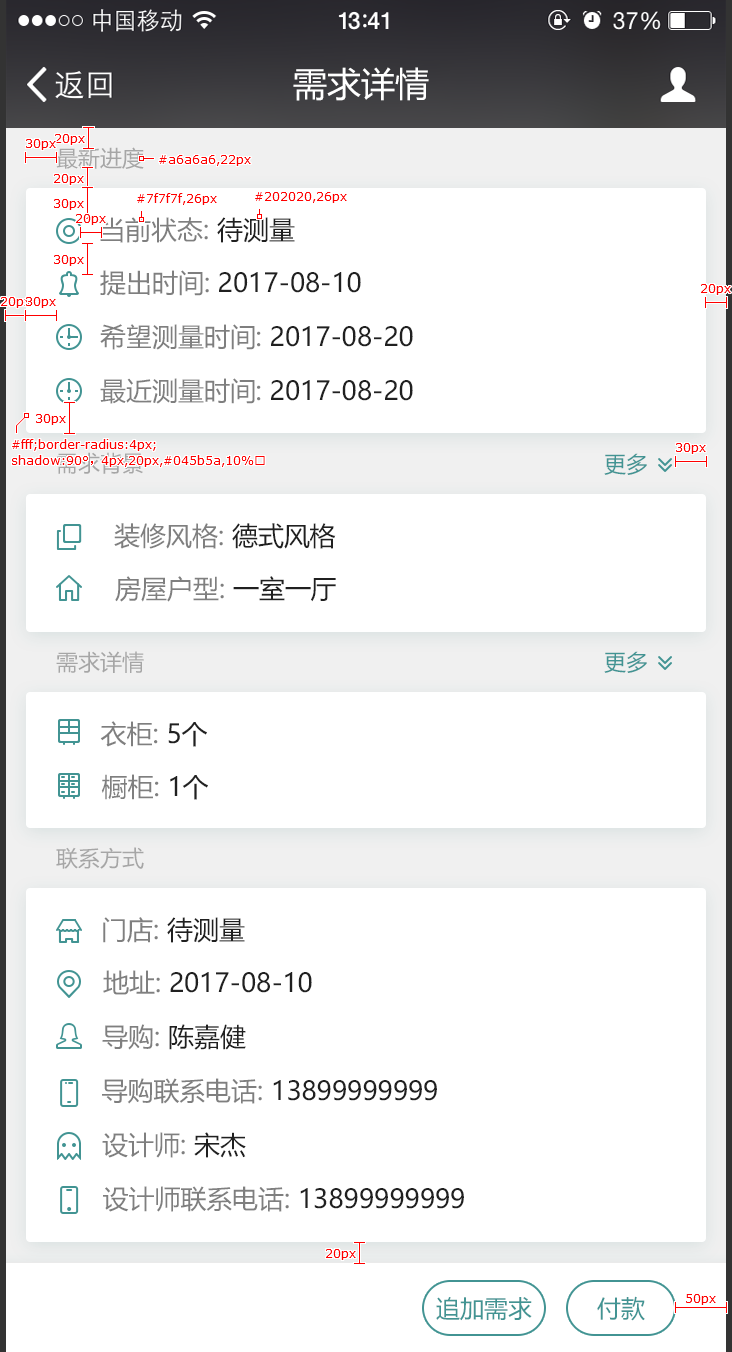 中国移动 13:41 37%
返回 需求详情
20px
30px
最新进度 #a6a6a6,22px
20px
30px #7f7f7f,26px #202020,26px
20px
当前状态: 待测量
30px
提出时间: 2017-08-10
20px 30px 20px
希望测量时间: 2017-08-20
最近测量时间: 2017-08-20
30px
#fff;border-radius:4px;
shadow:90°, 4px,20px,#045b5a,10%
需求背景 更多 30px
装修风格: 德式风格
房屋户型: 一室一厅
需求详情 更多
衣柜: 5个
橱柜: 1个
联系方式
门店: 待测量
地址: 2017-08-10
导购: 陈嘉健
导购联系电话: 13899999999
设计师: 宋杰
设计师联系电话: 13899999999
20px
追加需求 付款 50px